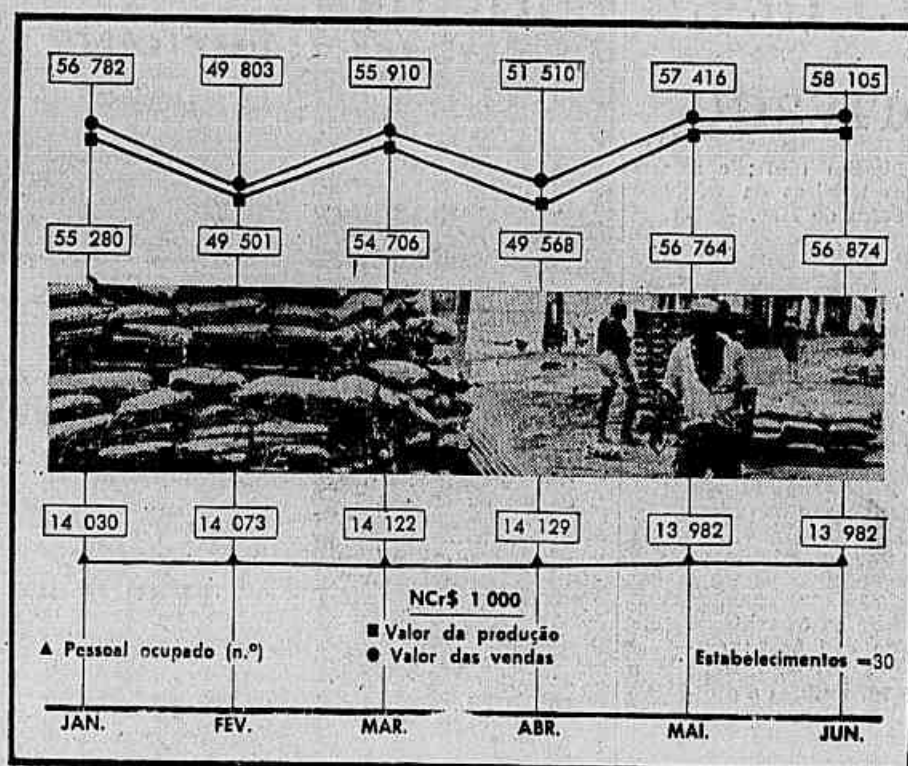 56 782 49 803 55 910 51 510 57 416 58 105
55 280 49 501 54 706 49 568 56 764 56 874
14 030 14 073 14 122 14 129 13 982 13 982
NCr$ 1 000
■ Valor da produção
▲ Pessoal ocupado (n.º) ● Valor das vendas Estabelecimentos =30
JAN. FEV. MAR. ABR. MAI. JUN.